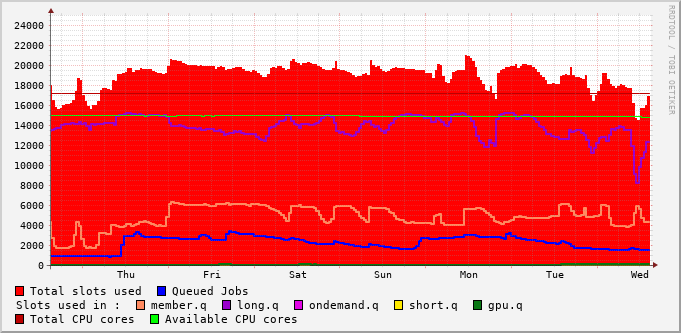 24000
22000
20000
18000
16000
14000
12000
10000
8000
6000
4000
2000
0
Thu Fri Sat Sun Mon Tue Wed
Total slots used Queued Jobs
Slots used in : member.q long.q ondemand.q short.q gpu.q
Total CPU cores Available CPU cores
RRDTOOL / TOBI OETIKER